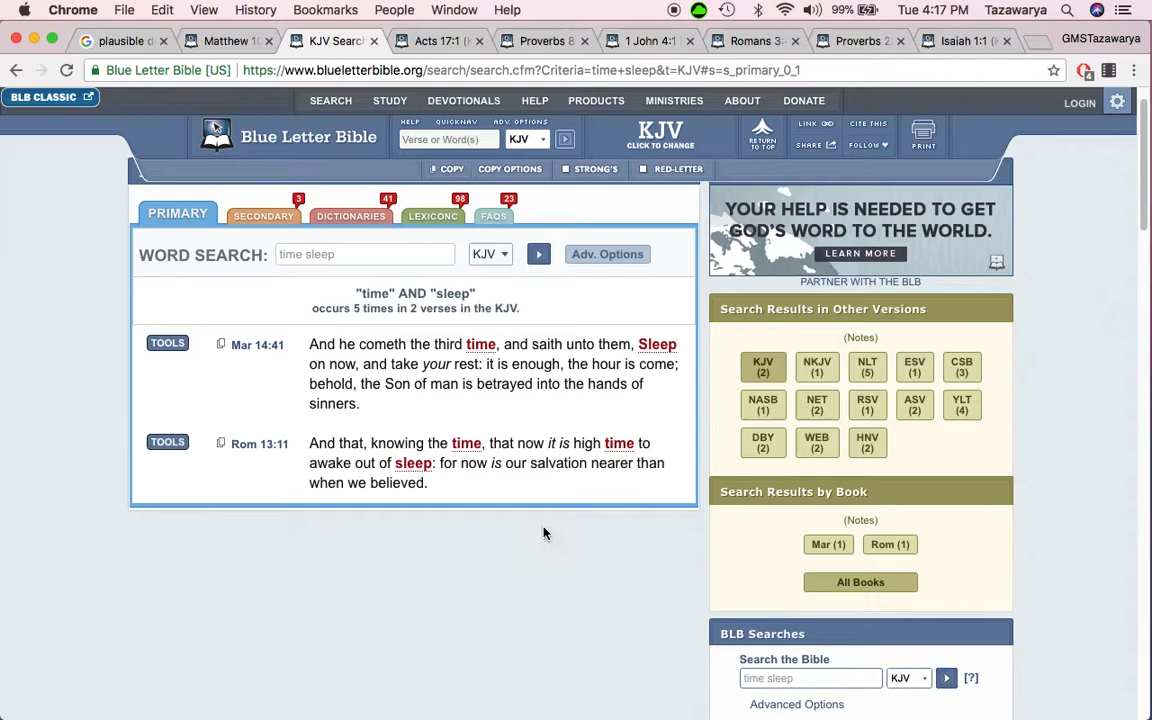 Chrome File Edit View History Bookmarks People Window Help 99% Tue 4:17 PM Tazawarya
plausible d Matthew 10: KJV Search Acts 17:1 ( Proverbs 8 1 John 4:1 Romans 3: Proverbs 2 Isaiah 1:1 ( GMSTazawarya
Blue Letter Bible [US] https://www.blueletterbible.org/search/search.cfm?Criteria=time+sleep&t=KJV#s=s_primary_0_1 4
BLB CLASSIC SEARCH STUDY DEVOTIONALS HELP PRODUCTS MINISTRIES ABOUT DONATE LOGIN
HELP QUICKNAV ADV. OPTIONS
Blue Letter Bible Verse or Word(s) KJV
KJV
CLICK TO CHANGE
RETURN
TO TOP
LINK CITE THIS
SHARE FOLLOW PRINT
COPY COPY OPTIONS STRONG'S RED-LETTER
3 41 98 23
PRIMARY SECONDARY DICTIONARIES LEXICONC FAQS
WORD SEARCH: time sleep KJV Adv. Options
"time" AND "sleep"
occurs 5 times in 2 verses in the KJV.
TOOLS Mar 14:41 And he cometh the third time, and saith unto them, Sleep
on now, and take your rest: it is enough, the hour is come;
behold, the Son of man is betrayed into the hands of
sinners.
TOOLS Rom 13:11 And that, knowing the time, that now it is high time to
awake out of sleep: for now is our salvation nearer than
when we believed.
YOUR HELP IS NEEDED TO GET
GOD'S WORD TO THE WORLD.
LEARN MORE
PARTNER WITH THE BLB
Search Results in Other Versions
(Notes)
KJV NKJV NLT ESV CSB
(2) (1) (5) (1) (3)
NASB NET RSV ASV YLT
(1) (2) (1) (2) (4)
DBY WEB HNV
(2) (2) (2)
Search Results by Book
(Notes)
Mar (1) Rom (1)
All Books
BLB Searches
Search the Bible
time sleep KJV [?]
Advanced Options